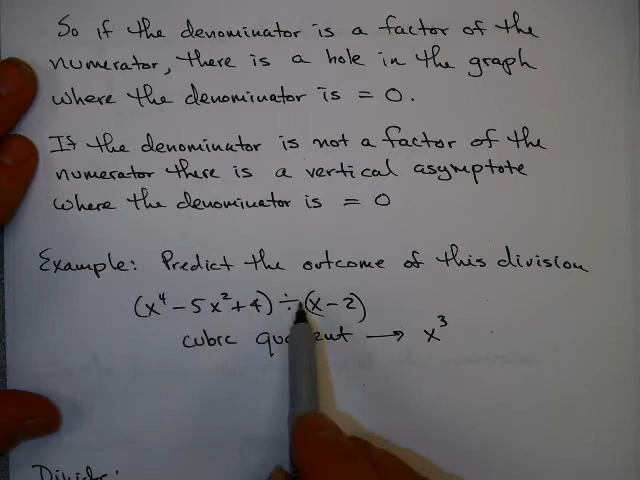 So if the denominator is a factor of the
numerator, there is a hole in the graph
where the denominator is = 0.
If the denominator is not a factor of the
numerator there is a vertical asymptote
where the denominator is = 0
Example: Predict the outcome of this division
(x⁴ - 5x² + 4) ÷ (x - 2)
cubic → x³
Divide: